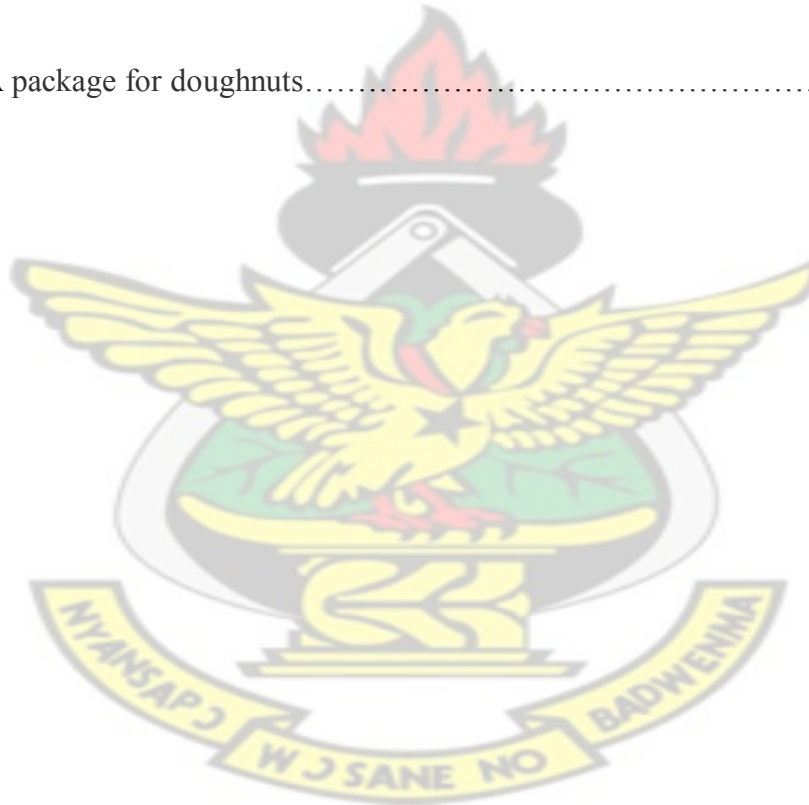 A package for doughnuts……………………………………………
NYANSAPƆ
WƆSANE NO
BADWENMA